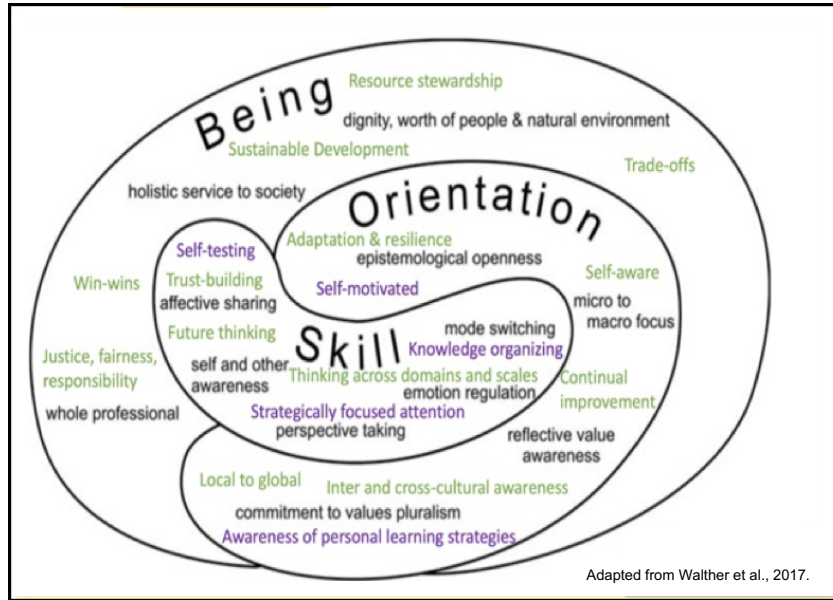 Being
Resource stewardship
dignity, worth of people & natural environment
Sustainable Development
Trade-offs
holistic service to society
Orientation
Self-testing
Adaptation & resilience
epistemological openness
Self-aware
Win-wins
Trust-building
Self-motivated
affective sharing
micro to
macro focus
Future thinking
Skill
mode switching
Knowledge organizing
Justice, fairness,
responsibility
self and other
awareness
Thinking across domains and scales
Continual
improvement
emotion regulation
whole professional
Strategically focused attention
perspective taking
reflective value
awareness
Local to global
Inter and cross-cultural awareness
commitment to values pluralism
Awareness of personal learning strategies
Adapted from Walther et al., 2017.